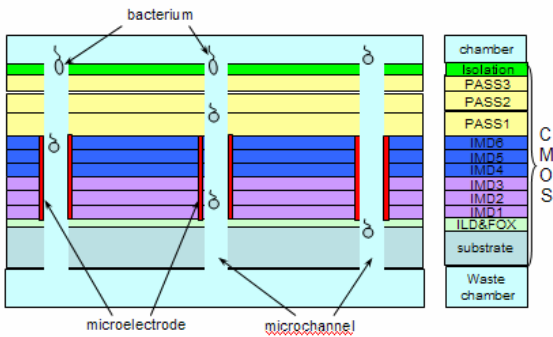 bacterium
chamber
Isolation
PASS3
PASS2
PASS1
IMD6
IMD5
IMD4
IMD3
IMD2
IMD1
ILD&FOX
substrate
Waste
chamber
CMOS
microelectrode
microchannel